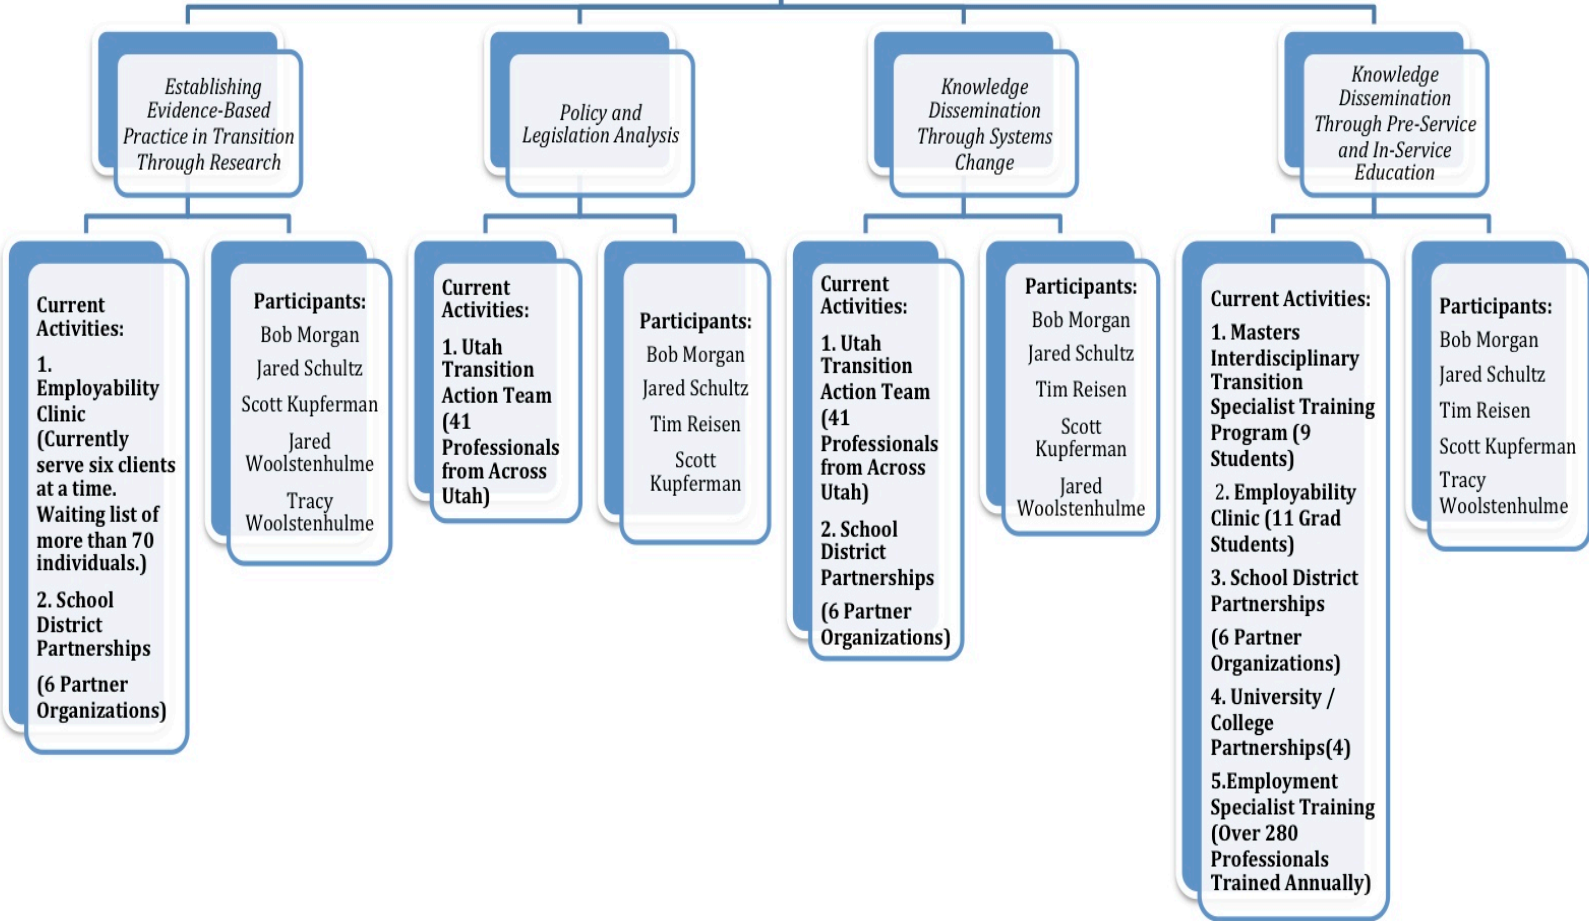 Establishing
Evidence-Based
Practice in Transition
Through Research
Policy and
Legislation Analysis
Knowledge
Dissemination
Through Systems
Change
Knowledge
Dissemination
Through Pre-Service
and In-Service
Education
Current
Activities:
1.
Employability
Clinic
(Currently
serve six clients
at a time.
Waiting list of
more than 70
individuals.)
2. School
District
Partnerships
(6 Partner
Organizations)
Participants:
Bob Morgan
Jared Schultz
Scott Kupferman
Jared
Woolstenhulme
Tracy
Woolstenhulme
Current
Activities:
1. Utah
Transition
Action Team
(41
Professionals
from Across
Utah)
Participants:
Bob Morgan
Jared Schultz
Tim Reisen
Scott
Kupferman
Current
Activities:
1. Utah
Transition
Action Team
(41
Professionals
from Across
Utah)
2. School
District
Partnerships
(6 Partner
Organizations)
Participants:
Bob Morgan
Jared Schultz
Tim Reisen
Scott
Kupferman
Jared
Woolstenhulme
Current Activities:
1. Masters
Interdisciplinary
Transition
Specialist Training
Program (9
Students)
2. Employability
Clinic (11 Grad
Students)
3. School District
Partnerships
(6 Partner
Organizations)
4. University /
College
Partnerships(4)
5.Employment
Specialist Training
(Over 280
Professionals
Trained Annually)
Participants:
Bob Morgan
Jared Schultz
Tim Reisen
Scott Kupferman
Tracy
Woolstenhulme